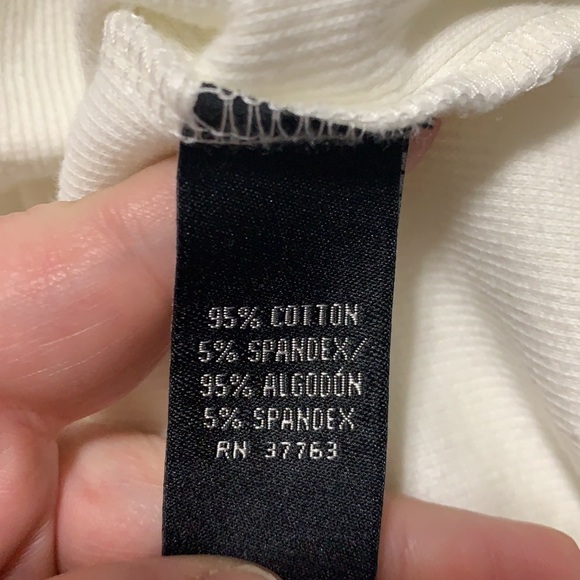 95% COTTON
5% SPANDEX/
95% ALGODÓN
5% SPANDEX
RN 37763